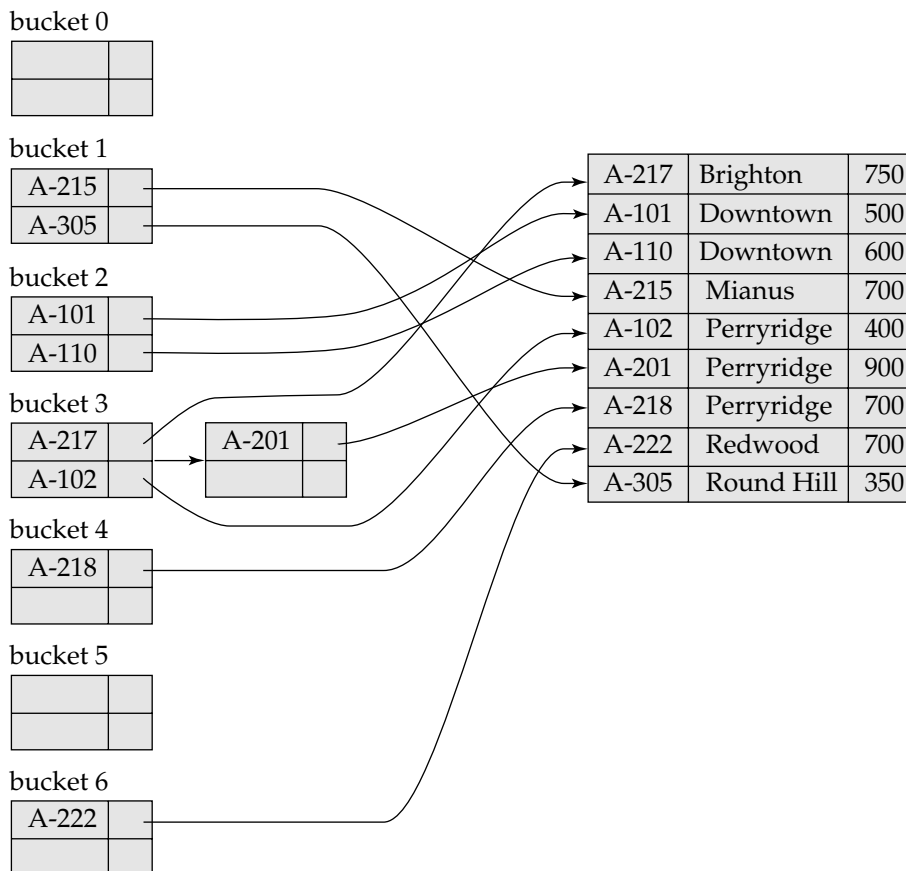 bucket 0
bucket 1
A-215
A-305
bucket 2
A-101
A-110
bucket 3
A-217
A-102
A-201
bucket 4
A-218
bucket 5
bucket 6
A-222
A-217 Brighton 750
A-101 Downtown 500
A-110 Downtown 600
A-215 Mianus 700
A-102 Perryridge 400
A-201 Perryridge 900
A-218 Perryridge 700
A-222 Redwood 700
A-305 Round Hill 350